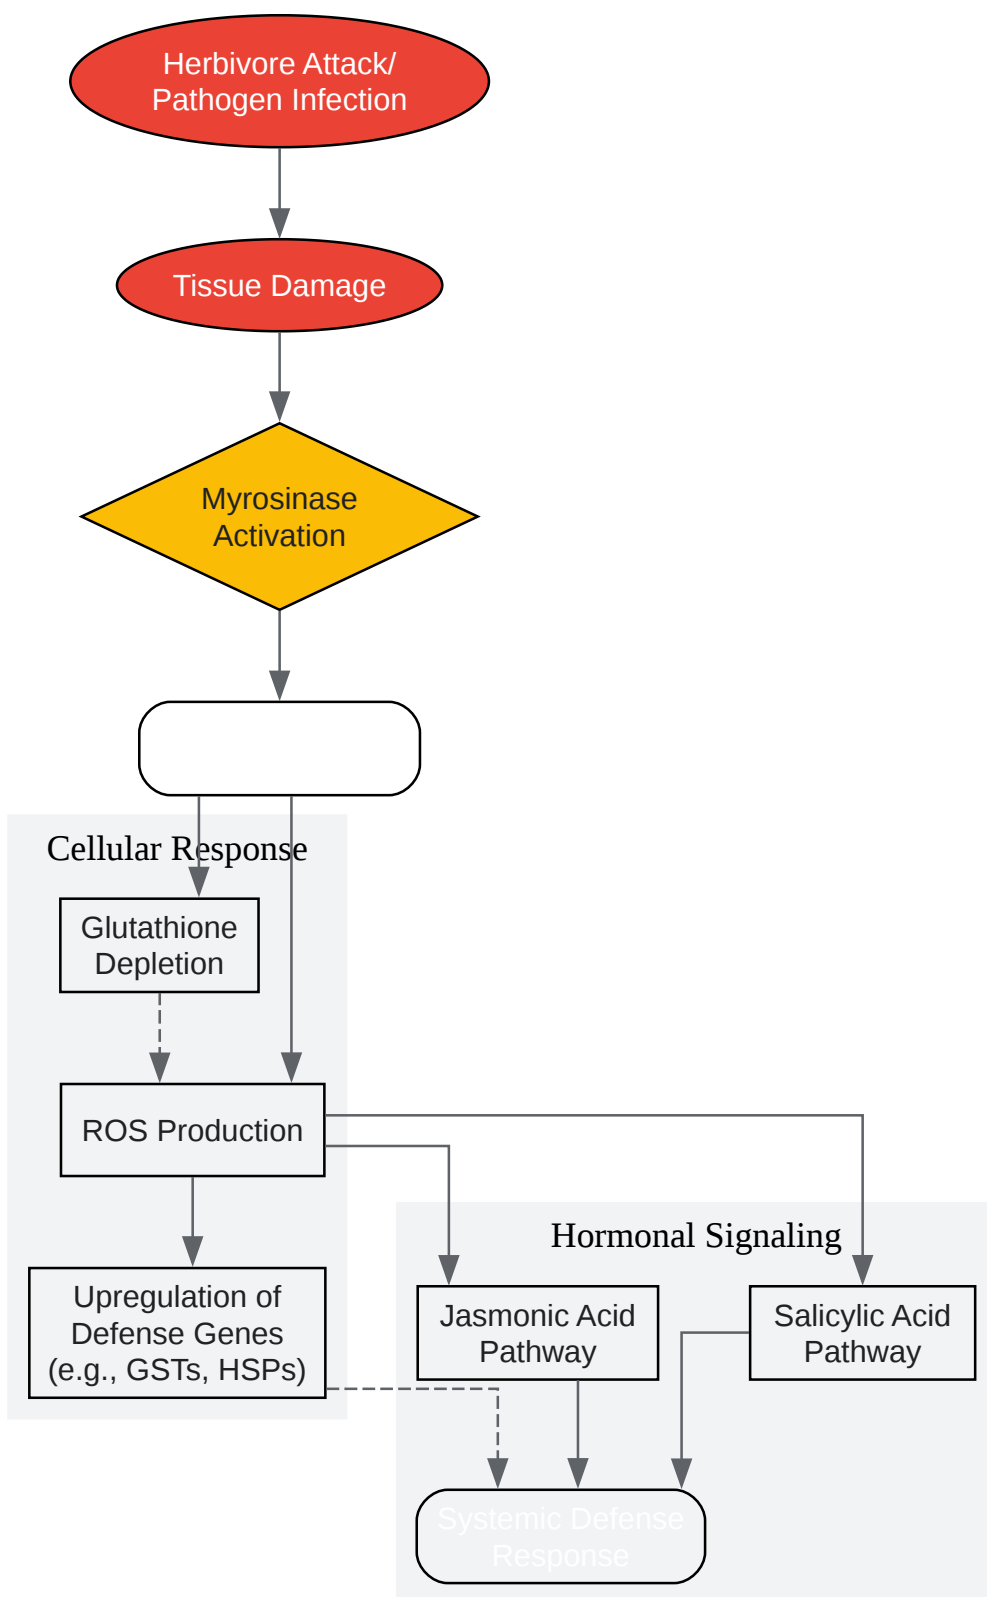 Herbivore Attack/
Pathogen Infection
Tissue Damage
Myrosinase
Activation
Cellular Response
Glutathione
Depletion
ROS Production
Hormonal Signaling
Upregulation of
Defense Genes
(e.g., GSTs, HSPs)
Jasmonic Acid
Pathway
Salicylic Acid
Pathway
Systemic Defense
Response